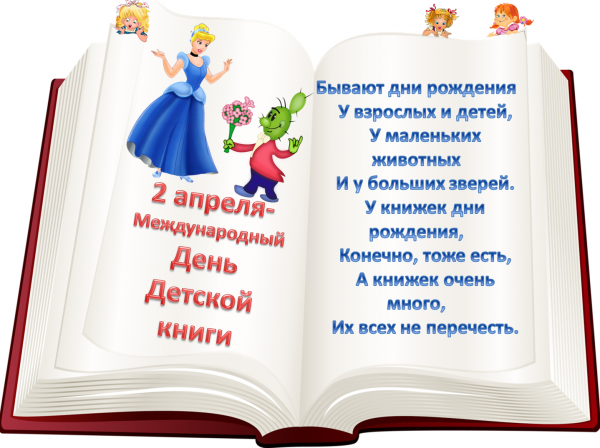 2 апреля-
Международный
День
Детской
книги
Бывают дни рождения
У взрослых и детей,
У маленьких
животных
И у больших зверей.
У книжек дни
рождения,
Конечно, тоже есть,
А книжек очень
много,
Их всех не перечесть.